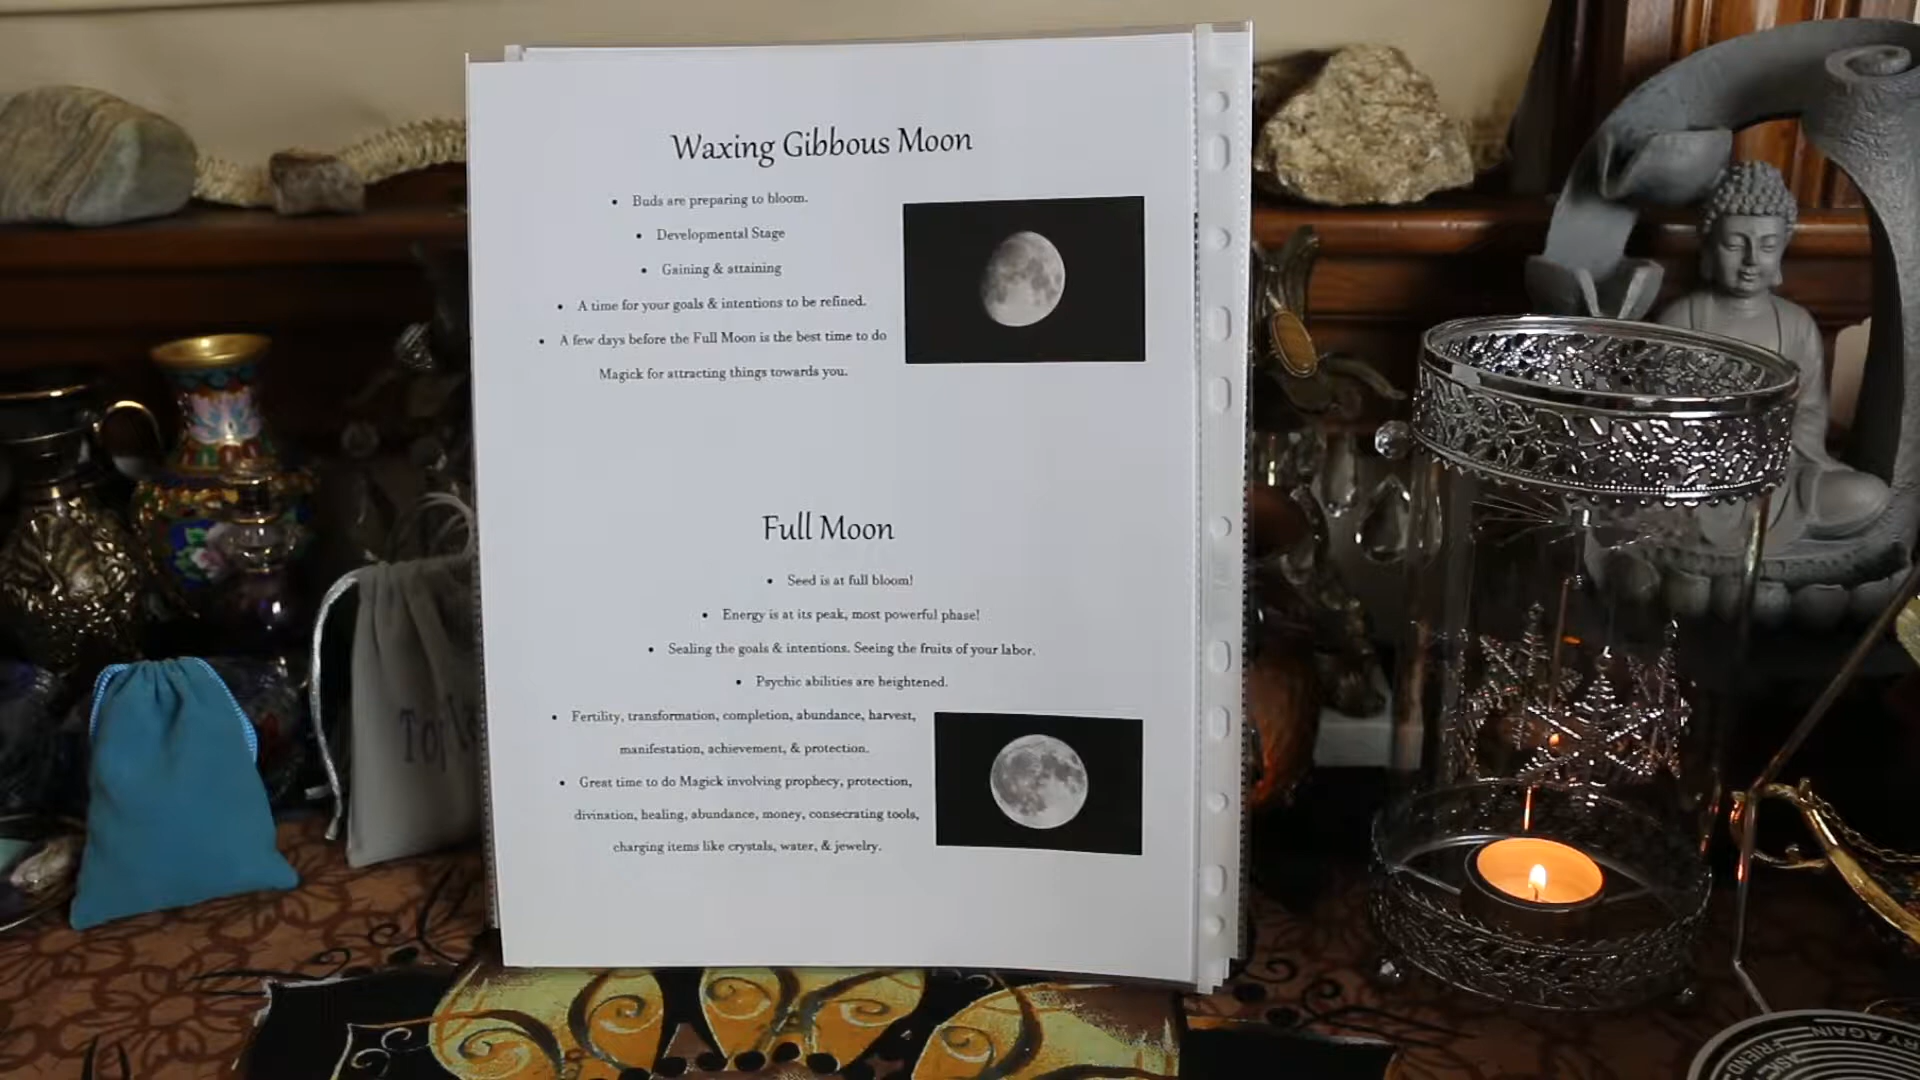 Waxing Gibbous Moon
• Buds are preparing to bloom.
• Developmental Stage
• Gaining & attaining
• A time for your goals & intentions to be refined.
• A few days before the Full Moon is the best time to do
Magick for attracting things towards you.
Full Moon
• Seed is at full bloom!
• Energy is at its peak, most powerful phase!
• Sealing the goals & intentions. Seeing the fruits of your labor.
• Psychic abilities are heightened.
• Fertility, transformation, completion, abundance, harvest,
manifestation, achievement, & protection.
• Great time to do Magick involving prophecy, protection,
divination, healing, abundance, money, consecrating tools,
charging items like crystals, water, & jewelry.
AGAIN
FRIEND
ASK